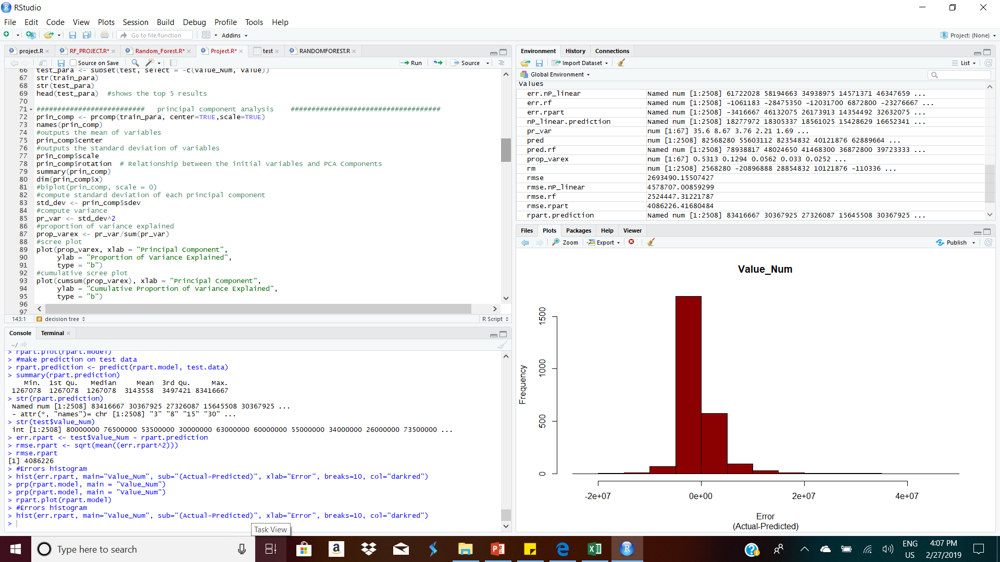 RStudio
File Edit Code View Plots Session Build Debug Profile Tools Help
Go to file/function Addins Project: (None)
project.R RF_PROJECT.R* Random_Forest.R* Project.R* test RANDOMFOREST.R
Source on Save Run Source
66 test_para <- subset(test, select = -c(Value_Num, Value))
67 str(train_para)
68 str(test_para)
69 head(test_para) #shows the top 5 results
70
71 ########################## principal component analysis ####################################
72 prin_comp <- prcomp(train_para, center=TRUE,scale=TRUE)
73 names(prin_comp)
74 #outputs the mean of variables
75 prin_comp$center
76 #outputs the standard deviation of variables
77 prin_comp$scale
78 prin_comp$rotation # Relationship between the initial variables and PCA Components
79 summary(prin_comp)
80 dim(prin_comp$x)
81 #biplot(prin_comp, scale = 0)
82 #compute standard deviation of each principal component
83 std_dev <- prin_comp$sdev
84 #compute variance
85 pr_var <- std_dev^2
86 #proportion of variance explained
87 prop_varex <- pr_var/sum(pr_var)
88 #scree plot
89 plot(prop_varex, xlab = "Principal Component",
90 ylab = "Proportion of Variance Explained",
91 type = "b")
92 #cumulative scree plot
93 plot(cumsum(prop_varex), xlab = "Principal Component",
94 ylab = "Cumulative Proportion of Variance Explained",
95 type = "b")
96
97
143:1 # decision tree R Script
Console Terminal
~/
> rpart.plot(rpart.model)
> #make prediction on test data
> rpart.prediction <- predict(rpart.model, test.data)
> summary(rpart.prediction)
Min. 1st Qu. Median Mean 3rd Qu. Max.
1267078 1267078 1267078 3143558 3497421 83416667
> str(rpart.prediction)
Named num [1:2508] 83416667 30367925 27326087 15645508 30367925 ...
- attr(*, "names")= chr [1:2508] "3" "8" "15" "30" ...
> str(test$Value_Num)
int [1:2508] 80000000 76500000 53500000 30000000 63000000 60000000 55000000 34000000 26000000 73500000 ...
> err.rpart <- test$Value_Num - rpart.prediction
> rmse.rpart <- sqrt(mean((err.rpart^2)))
> rmse.rpart
[1] 4086226
> #Errors histogram
> hist(err.rpart, main="Value_Num", sub="(Actual-Predicted)", xlab="Error", breaks=10, col="darkred")
> prp(rpart.model, main = "Value_Num")
> prp(rpart.model, main = "Value_Num")
> rpart.plot(rpart.model)
> #Errors histogram
> hist(err.rpart, main="Value_Num", sub="(Actual-Predicted)", xlab="Error", breaks=10, col="darkred")
>
Task View
Environment History Connections
Import Dataset List
Global Environment
Values
err.nP_linear Named num [1:2508] 61722028 58194663 34938975 14571371 46347659 ...
err.rf Named num [1:2508] -1061183 -28475350 -12031700 6872800 -23276667 ...
err.rpart Named num [1:2508] -3416667 46132075 26173913 14354492 32632075 ...
nP_linear.prediction Named num [1:2508] 18277972 18305337 18561025 15428629 16652341 ...
pr_var num [1:67] 35.6 8.67 3.76 2.21 1.69 ...
pred num [1:2508] 82568280 55603112 82354832 40121876 62889664 ...
pred.rf Named num [1:2508] 78938817 48024650 41468300 36872800 39723333 ...
prop_varex num [1:67] 0.5313 0.1294 0.0562 0.033 0.0252 ...
rm num [1:2508] 2568280 -20896888 28854832 10121876 -110336 ...
rmse 2693490.15507427
rmse.nP_linear 4578707.00859299
rmse.rf 2524447.31221787
rmse.rpart 4086226.41680484
rpart.prediction Named num [1:2508] 83416667 30367925 27326087 15645508 30367925 ...
Files Plots Packages Help Viewer
Zoom Export Publish
Value_Num
Frequency
1500
1000
500
0
-2e+07 0e+00 2e+07 4e+07
Error
(Actual-Predicted)
Type here to search
ENG
US
4:07 PM
2/27/2019